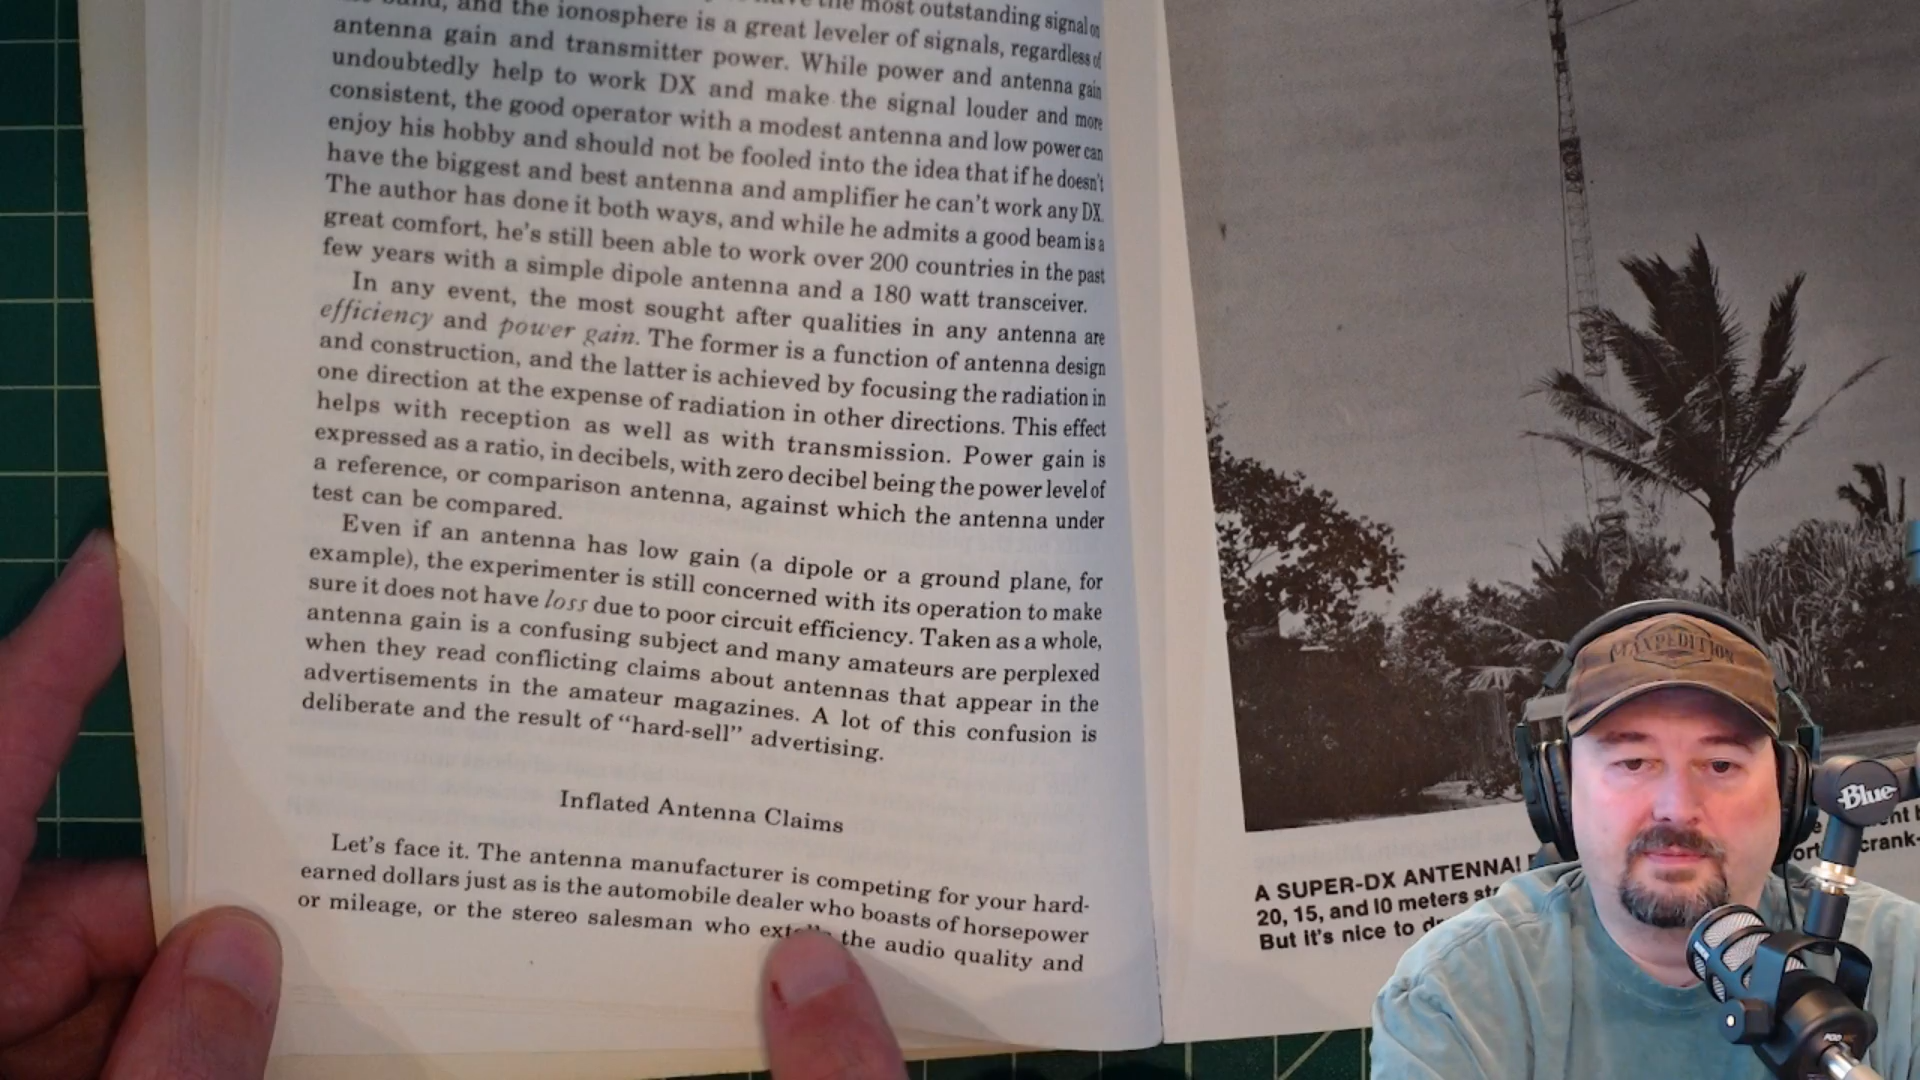 and the ionosphere is a great leveler of signals, regardless of
antenna gain and transmitter power. While power and antenna gain
undoubtedly help to work DX and make the signal louder and more
consistent, the good operator with a modest antenna and low power can
enjoy his hobby and should not be fooled into the idea that if he doesn't
have the biggest and best antenna and amplifier he can't work any DX.
The author has done it both ways, and while he admits a good beam is a
great comfort, he's still been able to work over 200 countries in the past
few years with a simple dipole antenna and a 180 watt transceiver.
In any event, the most sought after qualities in any antenna are
efficiency and power gain. The former is a function of antenna design
and construction, and the latter is achieved by focusing the radiation in
one direction at the expense of radiation in other directions. This effect
helps with reception as well as with transmission. Power gain is
expressed as a ratio, in decibels, with zero decibel being the power level of
a reference, or comparison antenna, against which the antenna under
test can be compared.
Even if an antenna has low gain (a dipole or a ground plane, for
example), the experimenter is still concerned with its operation to make
sure it does not have loss due to poor circuit efficiency. Taken as a whole,
antenna gain is a confusing subject and many amateurs are perplexed
when they read conflicting claims about antennas that appear in the
advertisements in the amateur magazines. A lot of this confusion is
deliberate and the result of "hard-sell" advertising.
Inflated Antenna Claims
Let's face it. The antenna manufacturer is competing for your hard-
earned dollars just as is the automobile dealer who boasts of horsepower
or mileage, or the stereo salesman who the audio quality and
A SUPER-DX ANTENNA!
20, 15, and 10 meters
But it's nice to
crank-
MAXPEDITION
Blue